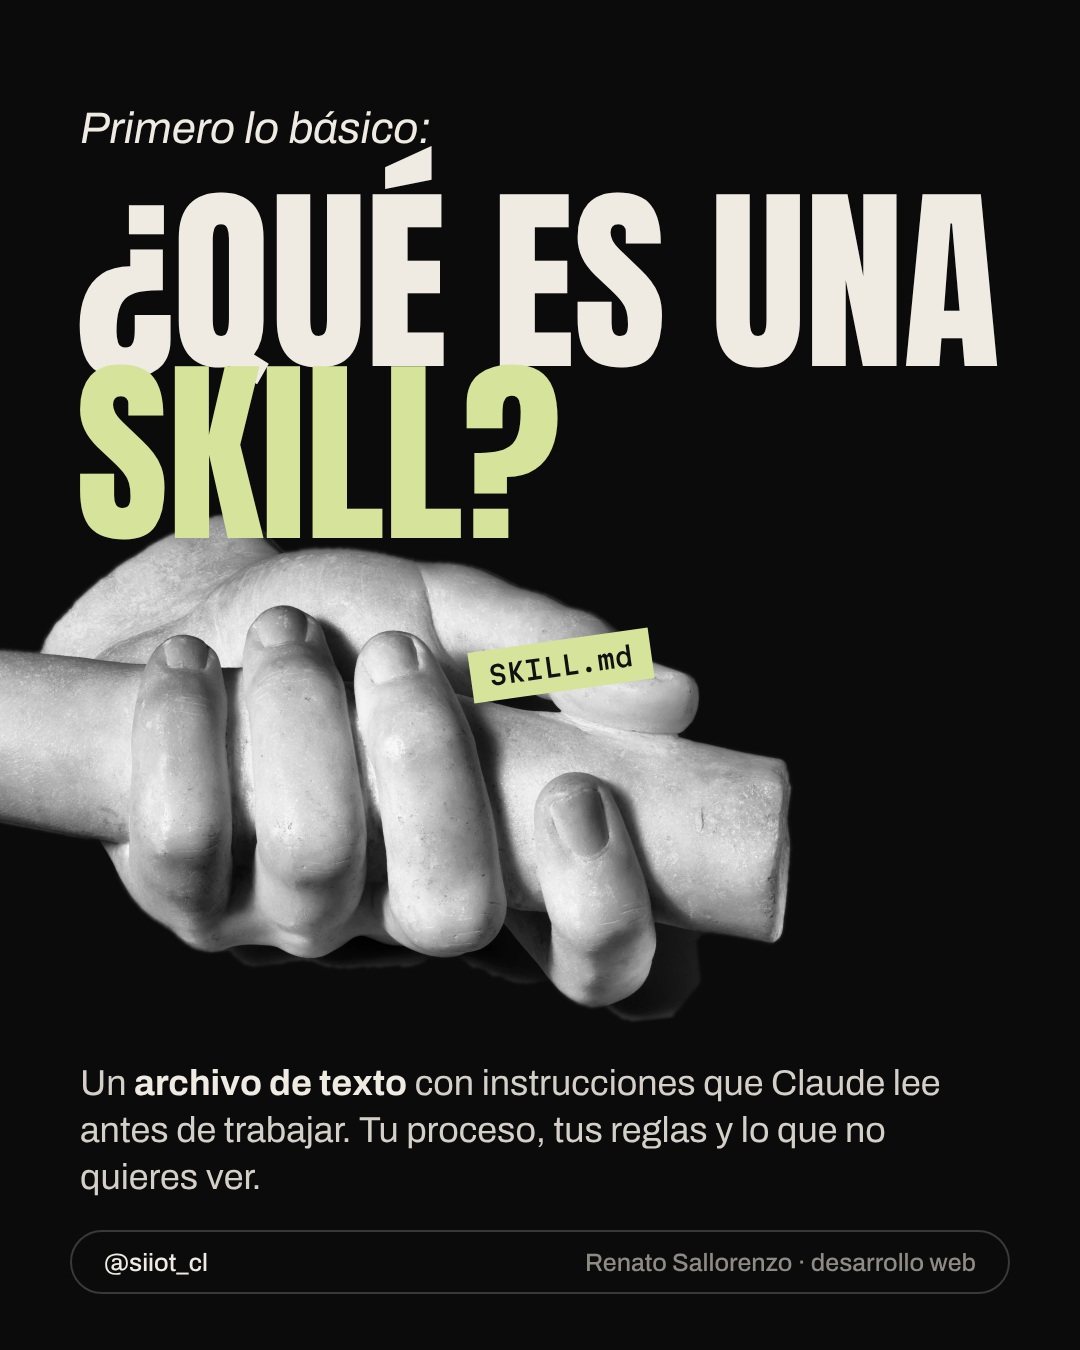 Primero lo básico:
¿QUÉ ES UNA
SKILL?
SKILL.md
Un archivo de texto con instrucciones que Claude lee
antes de trabajar. Tu proceso, tus reglas y lo que no
quieres ver.
@siiot_cl
Renato Sallorenzo · desarrollo web